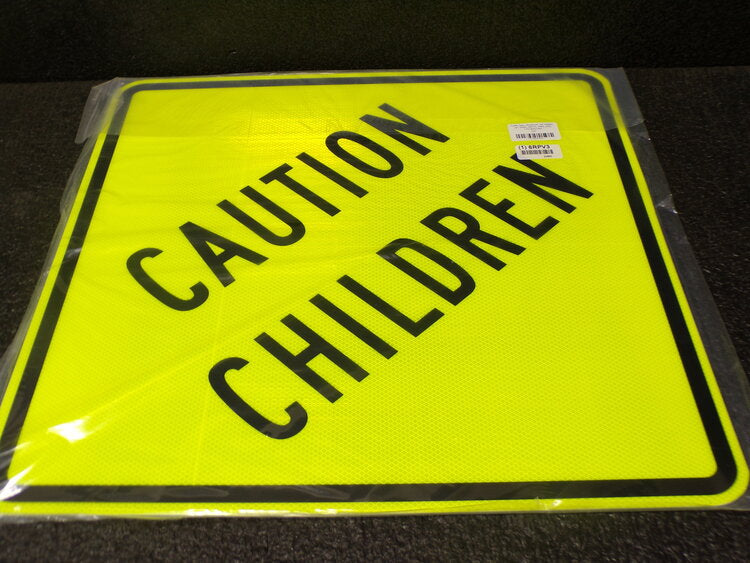 CAUTION
CHILDREN
(1) 6RPV3